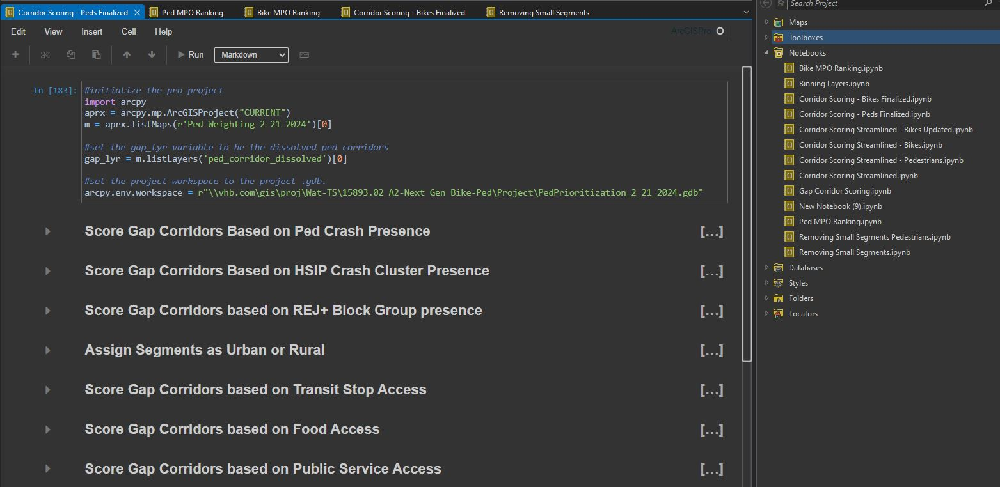 Corridor Scoring - Peds Finalized
Ped MPO Ranking
Bike MPO Ranking
Corridor Scoring - Bikes Finalized
Removing Small Segments
Edit View Insert Cell Help
ArcGISPro
Run
Markdown
In [183]:
#initialize the pro project
import arcpy
aprx = arcpy.mp.ArcGISProject("CURRENT")
m = aprx.listMaps(r'Ped Weighting 2-21-2024')[0]
#set the gap_lyr variable to be the dissolved ped corridors
gap_lyr = m.listLayers('ped_corridor_dissolved')[0]
#set the project workspace to the project .gdb.
arcpy.env.workspace = r"\\vhb.com\gis\proj\Wat-TS\15893.02 A2-Next Gen Bike-Ped\Project\PedPrioritization_2_21_2024.gdb"
Score Gap Corridors Based on Ped Crash Presence [...]
Score Gap Corridors Based on HSIP Crash Cluster Presence [...]
Score Gap Corridors based on REJ+ Block Group presence [...]
Assign Segments as Urban or Rural [...]
Score Gap Corridors based on Transit Stop Access [...]
Score Gap Corridors based on Food Access [...]
Score Gap Corridors based on Public Service Access [...]
Search Project
Maps
Toolboxes
Notebooks
Bike MPO Ranking.ipynb
Binning Layers.ipynb
Corridor Scoring - Bikes Finalized.ipynb
Corridor Scoring - Peds Finalized.ipynb
Corridor Scoring Streamlined - Bikes Updated.ipynb
Corridor Scoring Streamlined - Bikes.ipynb
Corridor Scoring Streamlined - Pedestrians.ipynb
Corridor Scoring Streamlined.ipynb
Gap Corridor Scoring.ipynb
New Notebook (9).ipynb
Ped MPO Ranking.ipynb
Removing Small Segments Pedestrians.ipynb
Removing Small Segments.ipynb
Databases
Styles
Folders
Locators